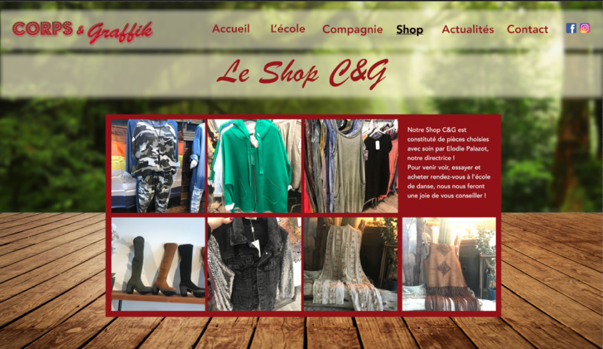 CORPS & Graffik
Accueil L'école Compagnie Shop Actualités Contact
Le Shop C&G
Notre Shop C&G est
constitué de pièces choisies
avec soin par Elodie Palazot,
notre directrice !
Pour venir voir, essayer et
acheter rendez-vous à l'école
de danse, nous nous feront
une joie de vous conseiller !